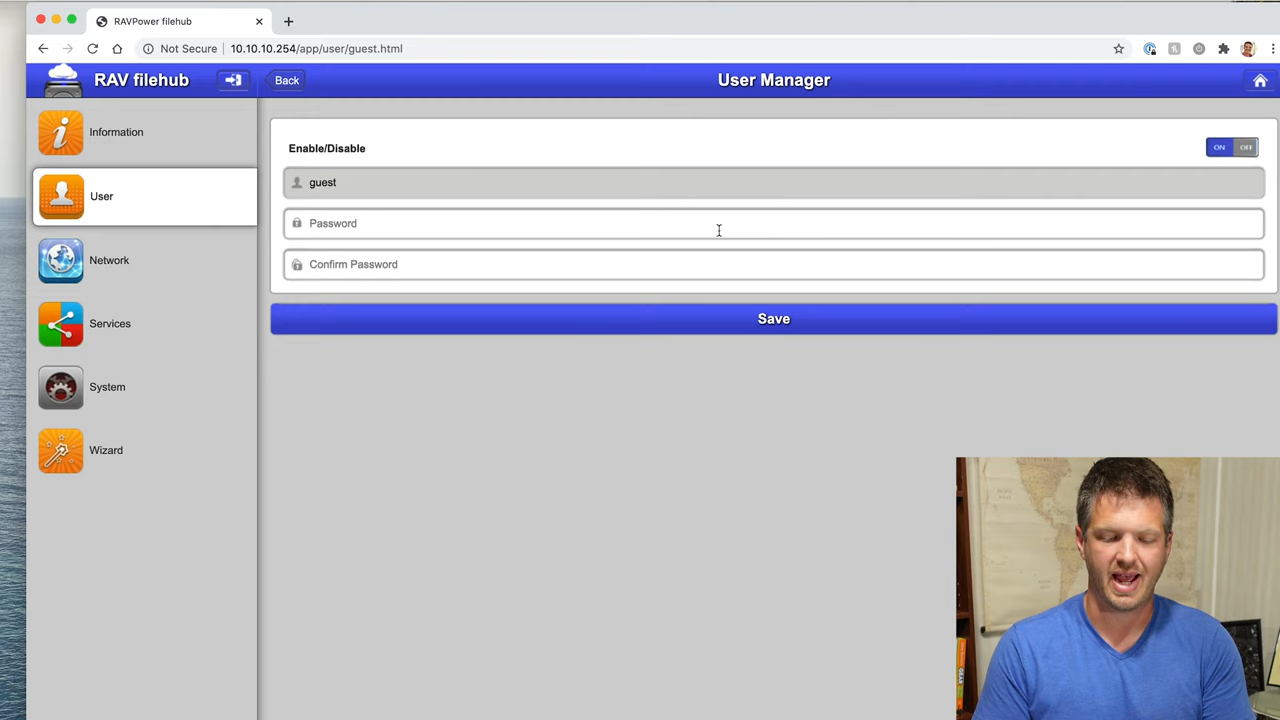 RAVPower filehub
Not Secure 10.10.10.254/app/user/guest.html
RAV filehub Back User Manager
Information
User
Network
Services
System
Wizard
Enable/Disable ON OFF
guest
Password
Confirm Password
Save